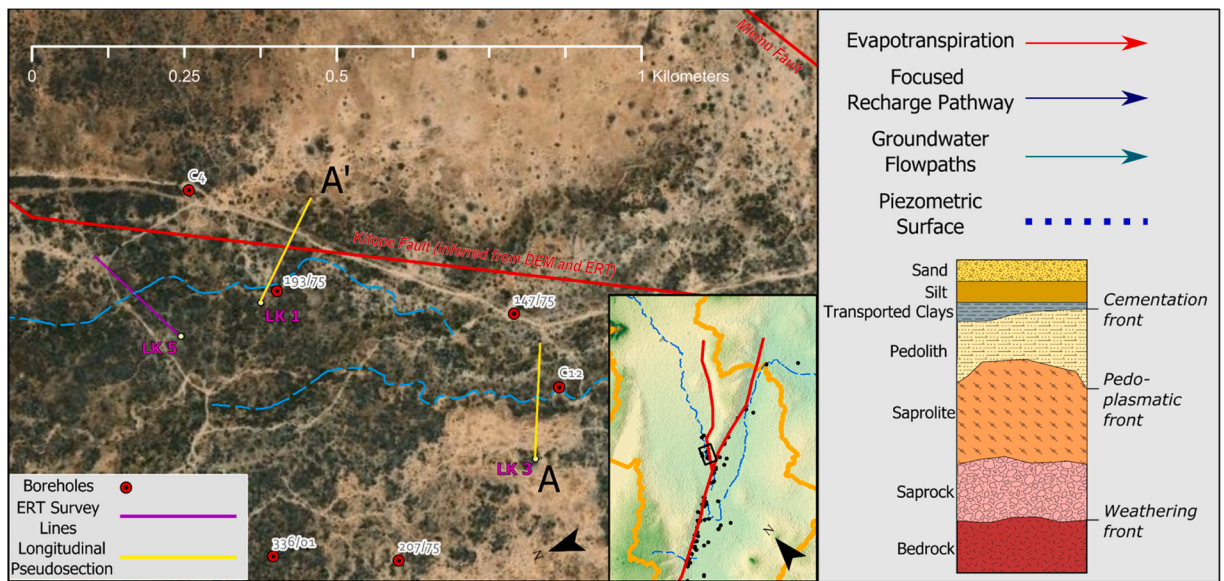 Mlemu Fault
0
0.25
0.5
1 Kilometers
C4
A'
Kitope Fault (inferred from DEM and ERT)
193/75
LK 1
147/75
LK 5
C12
LK 3
A
336/01
207/75
N
N
Boreholes
ERT Survey
Lines
Longitudinal
Pseudosection
Evapotranspiration
Focused
Recharge Pathway
Groundwater
Flowpaths
Piezometric
Surface
Sand
Silt
Transported Clays
Pedolith
Saprolite
Saprock
Bedrock
Cementation
front
Pedo-
plasmatic
front
Weathering
front